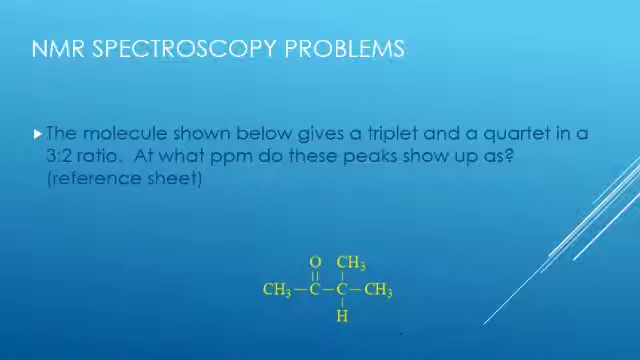 NMR SPECTROSCOPY PROBLEMS
The molecule shown below gives a triplet and a quartet in a
3:2 ratio. At what ppm do these peaks show up as?
(reference sheet)
O CH₃
CH₃—C—C—CH₃
H